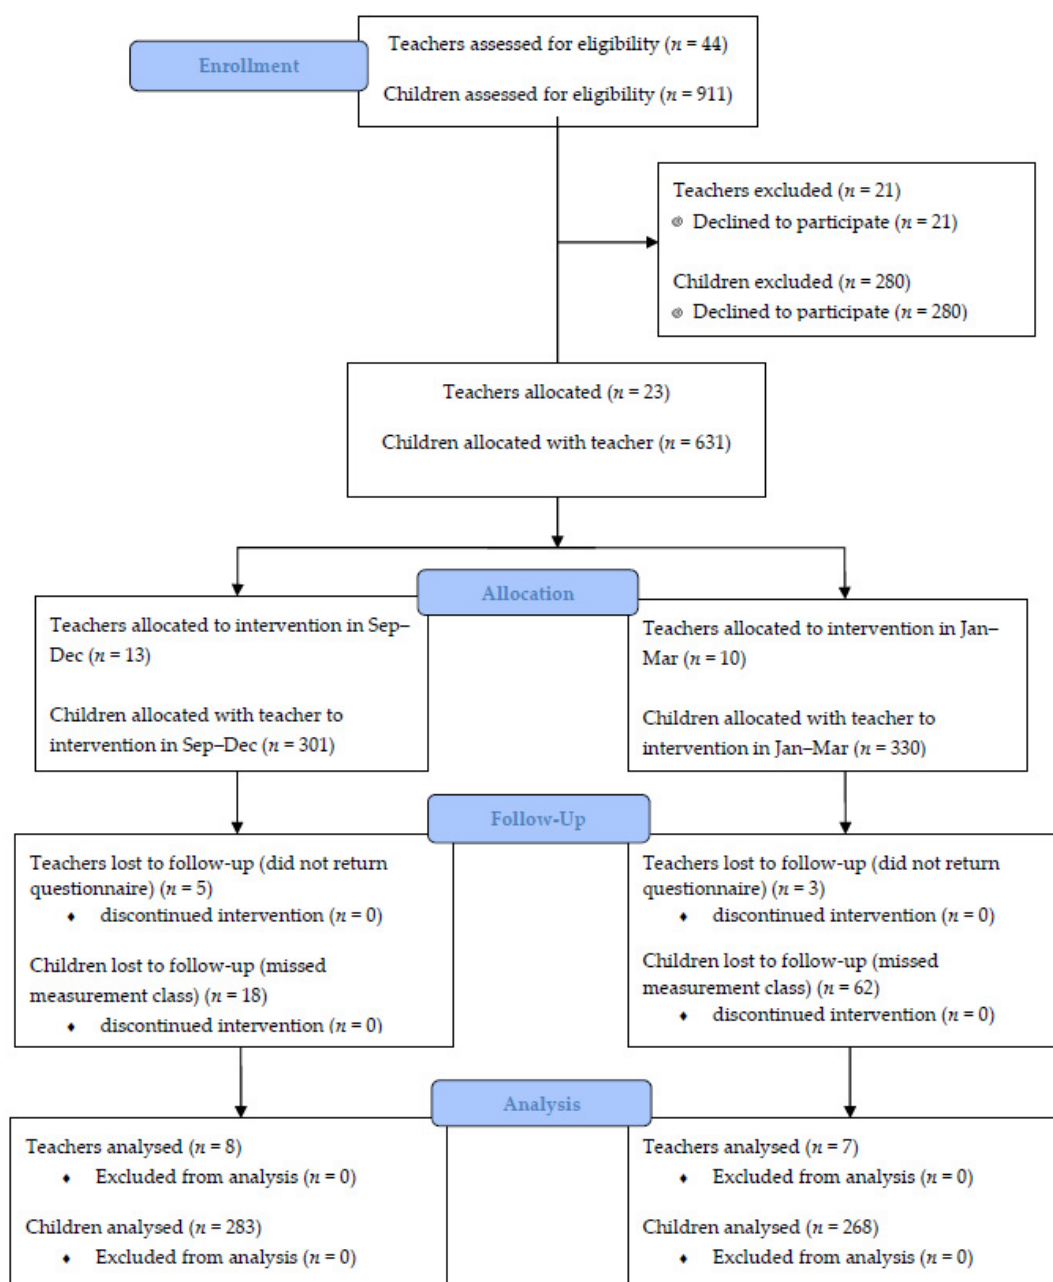 Enrollment
Teachers assessed for eligibility (n = 44)
Children assessed for eligibility (n = 911)
Teachers excluded (n = 21)
Declined to participate (n = 21)
Children excluded (n = 280)
Declined to participate (n = 280)
Teachers allocated (n = 23)
Children allocated with teacher (n = 631)
Allocation
Teachers allocated to intervention in Sep–
Dec (n = 13)
Children allocated with teacher to
intervention in Sep–Dec (n = 301)
Teachers allocated to intervention in Jan–
Mar (n = 10)
Children allocated with teacher to
intervention in Jan–Mar (n = 330)
Follow-Up
Teachers lost to follow-up (did not return
questionnaire) (n = 5)
♦ discontinued intervention (n = 0)
Children lost to follow-up (missed
measurement class) (n = 18)
♦ discontinued intervention (n = 0)
Teachers lost to follow-up (did not return
questionnaire) (n = 3)
♦ discontinued intervention (n = 0)
Children lost to follow-up (missed
measurement class) (n = 62)
♦ discontinued intervention (n = 0)
Analysis
Teachers analysed (n = 8)
♦ Excluded from analysis (n = 0)
Children analysed (n = 283)
♦ Excluded from analysis (n = 0)
Teachers analysed (n = 7)
♦ Excluded from analysis (n = 0)
Children analysed (n = 268)
♦ Excluded from analysis (n = 0)